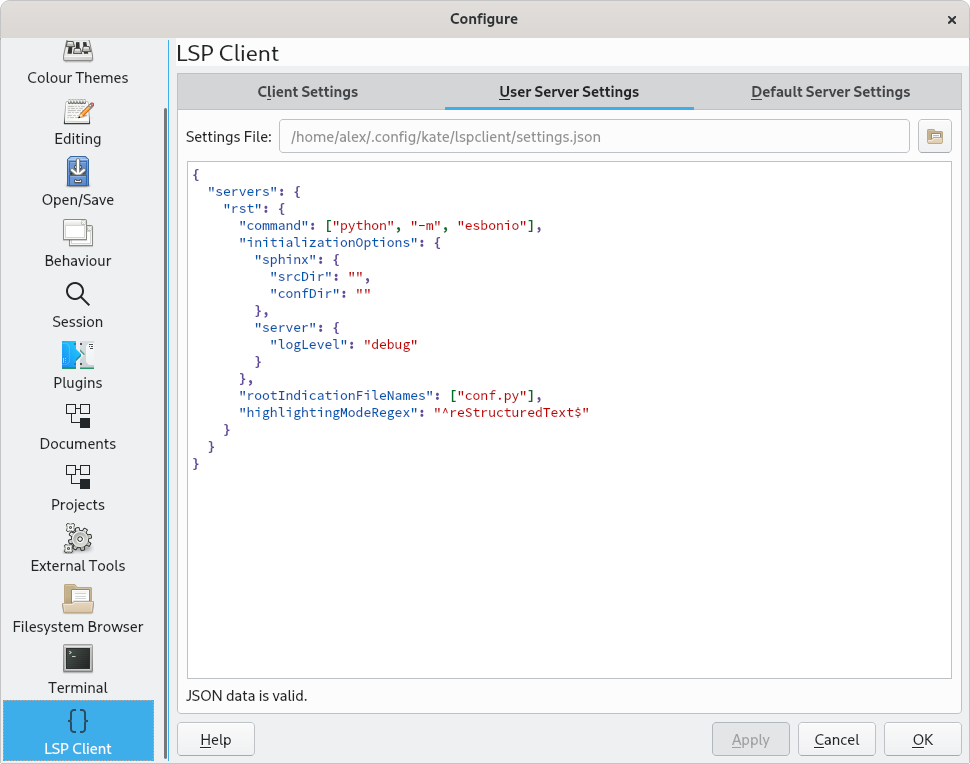 Configure
Colour Themes
Editing
Open/Save
Behaviour
Session
Plugins
Documents
Projects
External Tools
Filesystem Browser
Terminal
{}
LSP Client
LSP Client
Client Settings User Server Settings Default Server Settings
Settings File: /home/alex/.config/kate/lspclient/settings.json
{
  "servers": {
    "rst": {
      "command": ["python", "-m", "esbonio"],
      "initializationOptions": {
        "sphinx": {
          "srcDir": "",
          "confDir": ""
        },
        "server": {
          "logLevel": "debug"
        }
      },
      "rootIndicationFileNames": ["conf.py"],
      "highlightingModeRegex": "^reStructuredText$"
    }
  }
}
JSON data is valid.
Help Apply Cancel OK